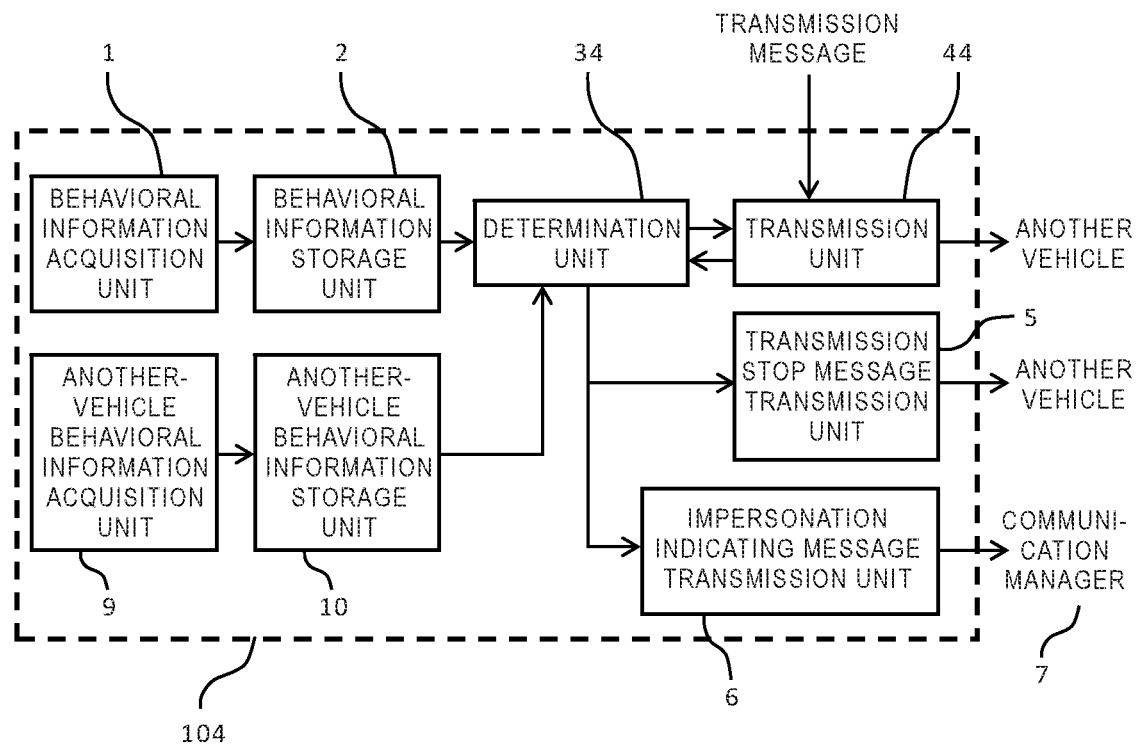 TRANSMISSION
MESSAGE
1
2
34
44
BEHAVIORAL
INFORMATION
ACQUISITION
UNIT
BEHAVIORAL
INFORMATION
STORAGE
UNIT
DETERMINATION
UNIT
TRANSMISSION
UNIT
ANOTHER
VEHICLE
5
TRANSMISSION
STOP MESSAGE
TRANSMISSION
UNIT
ANOTHER
VEHICLE
ANOTHER-
VEHICLE
BEHAVIORAL
INFORMATION
ACQUISITION
UNIT
ANOTHER-
VEHICLE
BEHAVIORAL
INFORMATION
STORAGE
UNIT
IMPERSONATION
INDICATING MESSAGE
TRANSMISSION UNIT
COMMUNI-
CATION
MANAGER
9
10
6
7
104